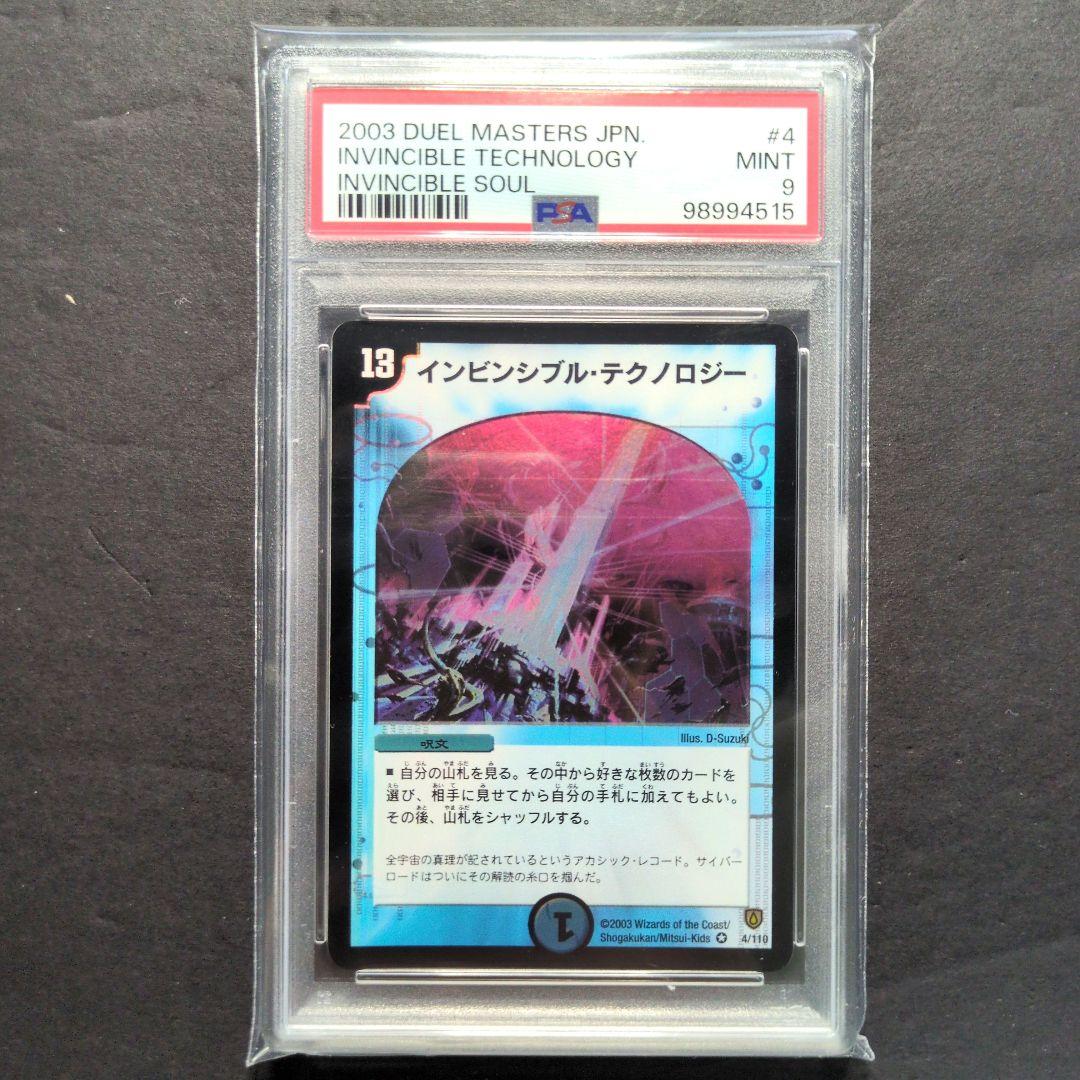 2003 DUEL MASTERS JPN. #4
INVINCIBLE TECHNOLOGY MINT
INVINCIBLE SOUL 9
PSA 98994515
13 インビンシブル・テクノロジー
Illus. D-Suzuki
呪文
■ 自分の山札を見る。その中から好きな枚数のカードを
選び、相手に見せてから自分の手札に加えてもよい。
その後、山札をシャッフルする。
全宇宙の真理が記されているというアカシック・レコード。サイバー
ロードはついにその解読の糸口を掴んだ。
1
©2003 Wizards of the Coast/
Shogakukan/Mitsui-Kids 4/110